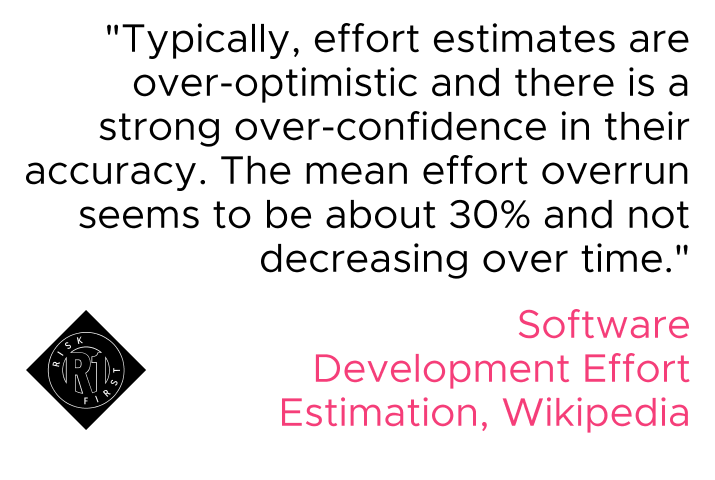 "Typically, effort estimates are
over-optimistic and there is a
strong over-confidence in their
accuracy. The mean effort overrun
seems to be about 30% and not
decreasing over time."
Software
Development Effort
Estimation, Wikipedia
RISK
R1
FIRST